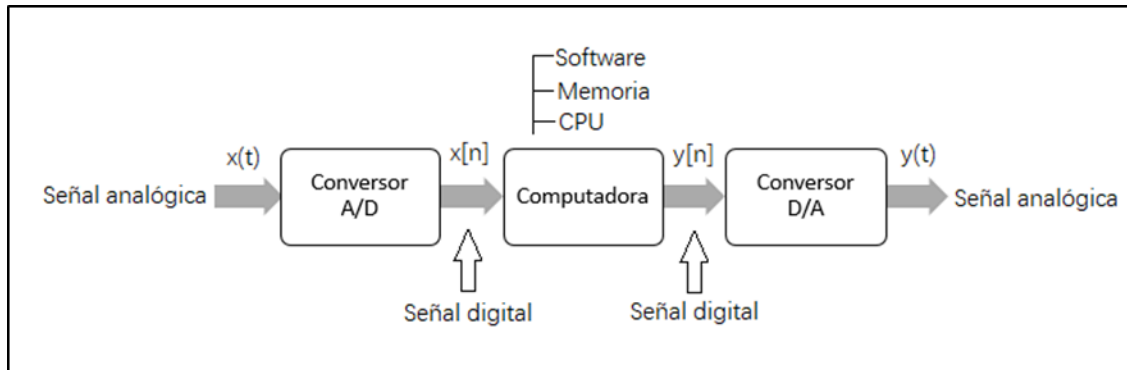 Software
Memoria
CPU
x(t)
x[n]
y[n]
y(t)
Señal analógica
Conversor
A/D
Computadora
Conversor
D/A
Señal analógica
Señal digital
Señal digital